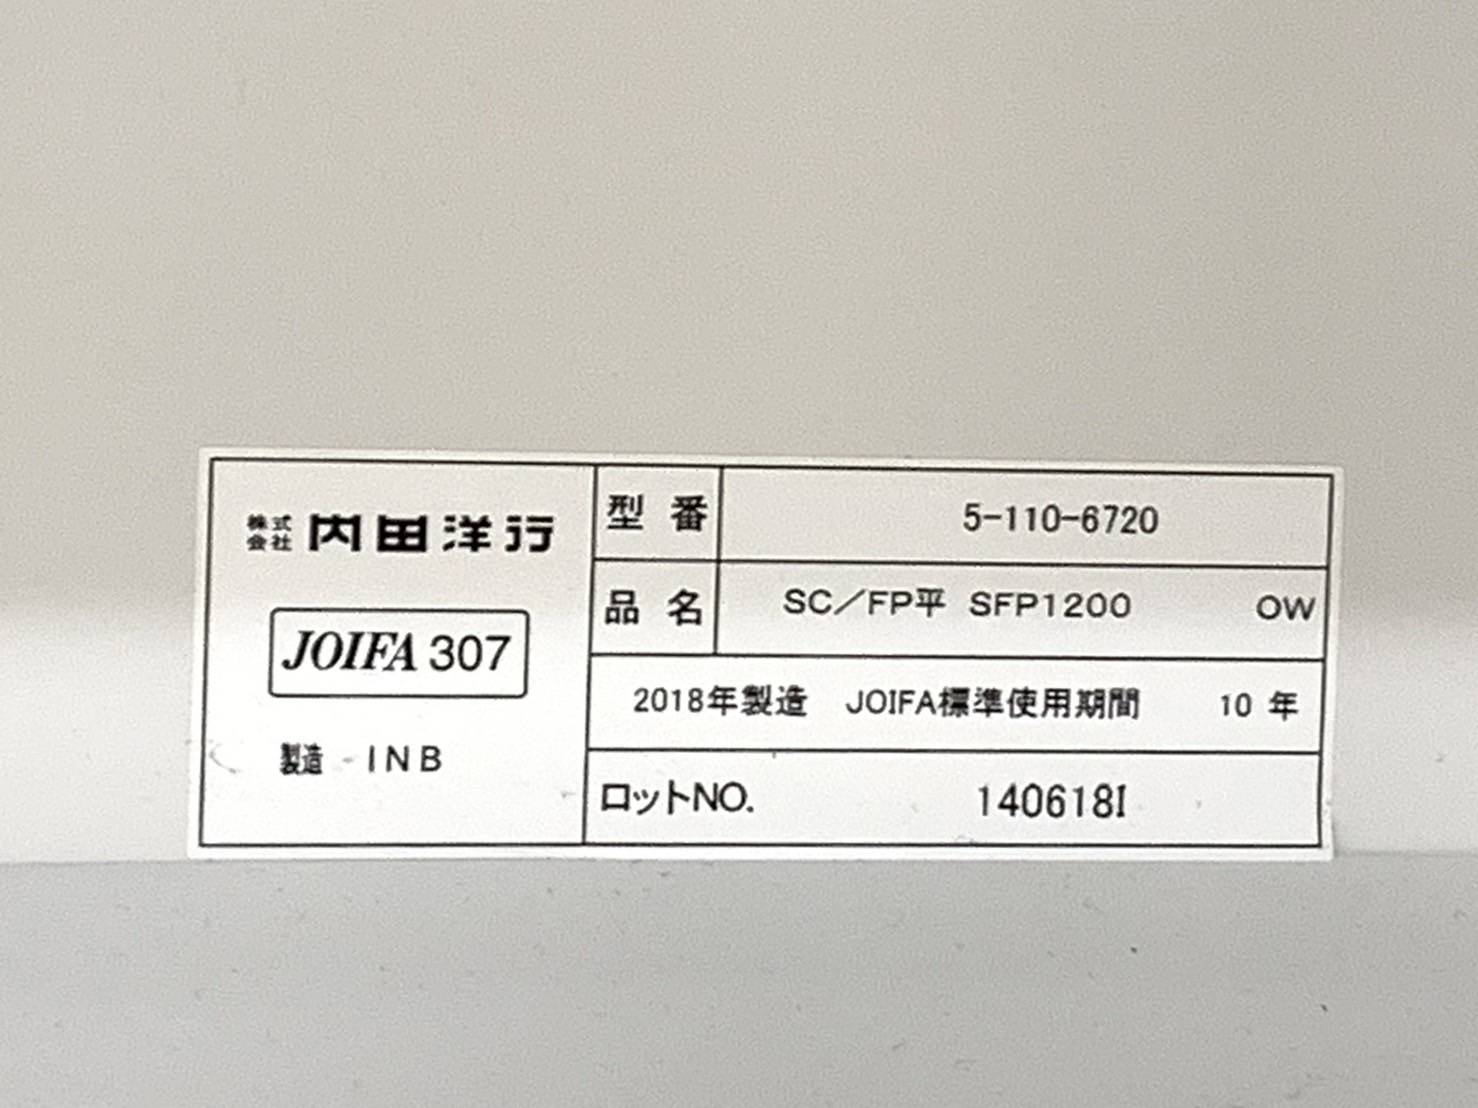 株式会社 内田洋行
JOIFA 307
製造 INB
型番 5-110-6720
品名 SC／FP平 SFP1200 OW
2018年製造 JOIFA標準使用期間 10年
ロットNO. 140618I